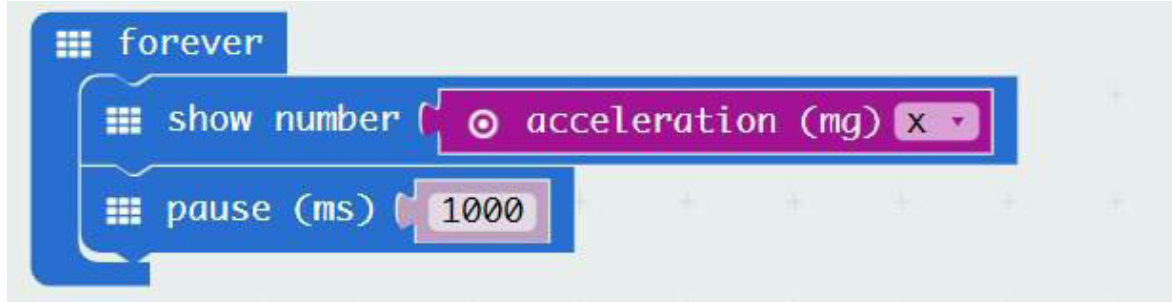 forever
show number acceleration (mg) x
pause (ms) 1000